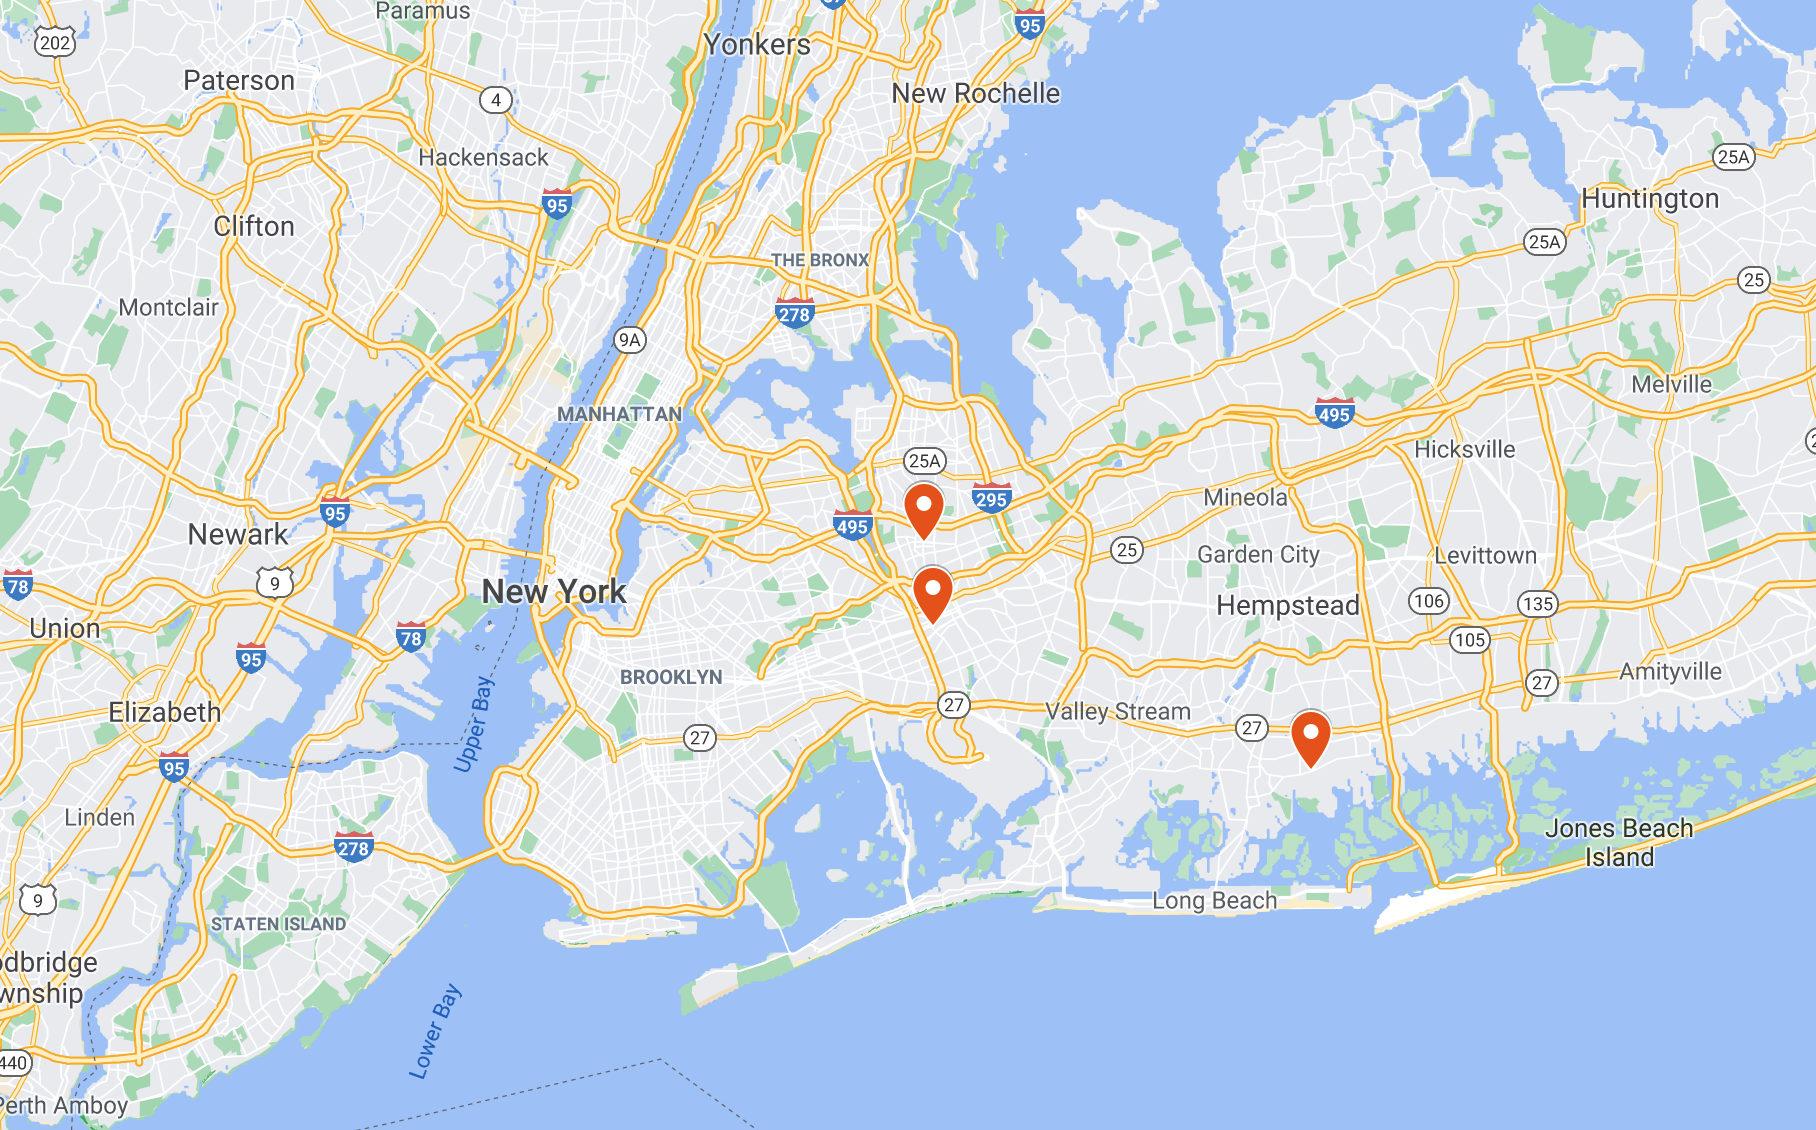 Paramus
202
Yonkers
95
Paterson
4
New Rochelle
Hackensack
25A
95
Huntington
Clifton
25A
THE BRONX
25
Montclair
278
9A
Melville
MANHATTAN
495
Hicksville
25A
Mineola
295
95
495
Newark
25
Garden City
Levittown
78
9
New York
Hempstead
106
135
Union
78
105
95
BROOKLYN
Amityville
27
Elizabeth
27
Valley Stream
Upper Bay
27
27
95
Linden
Jones Beach
Island
278
9
Long Beach
STATEN ISLAND
odbridge
wnship
Lower Bay
440
Perth Amboy